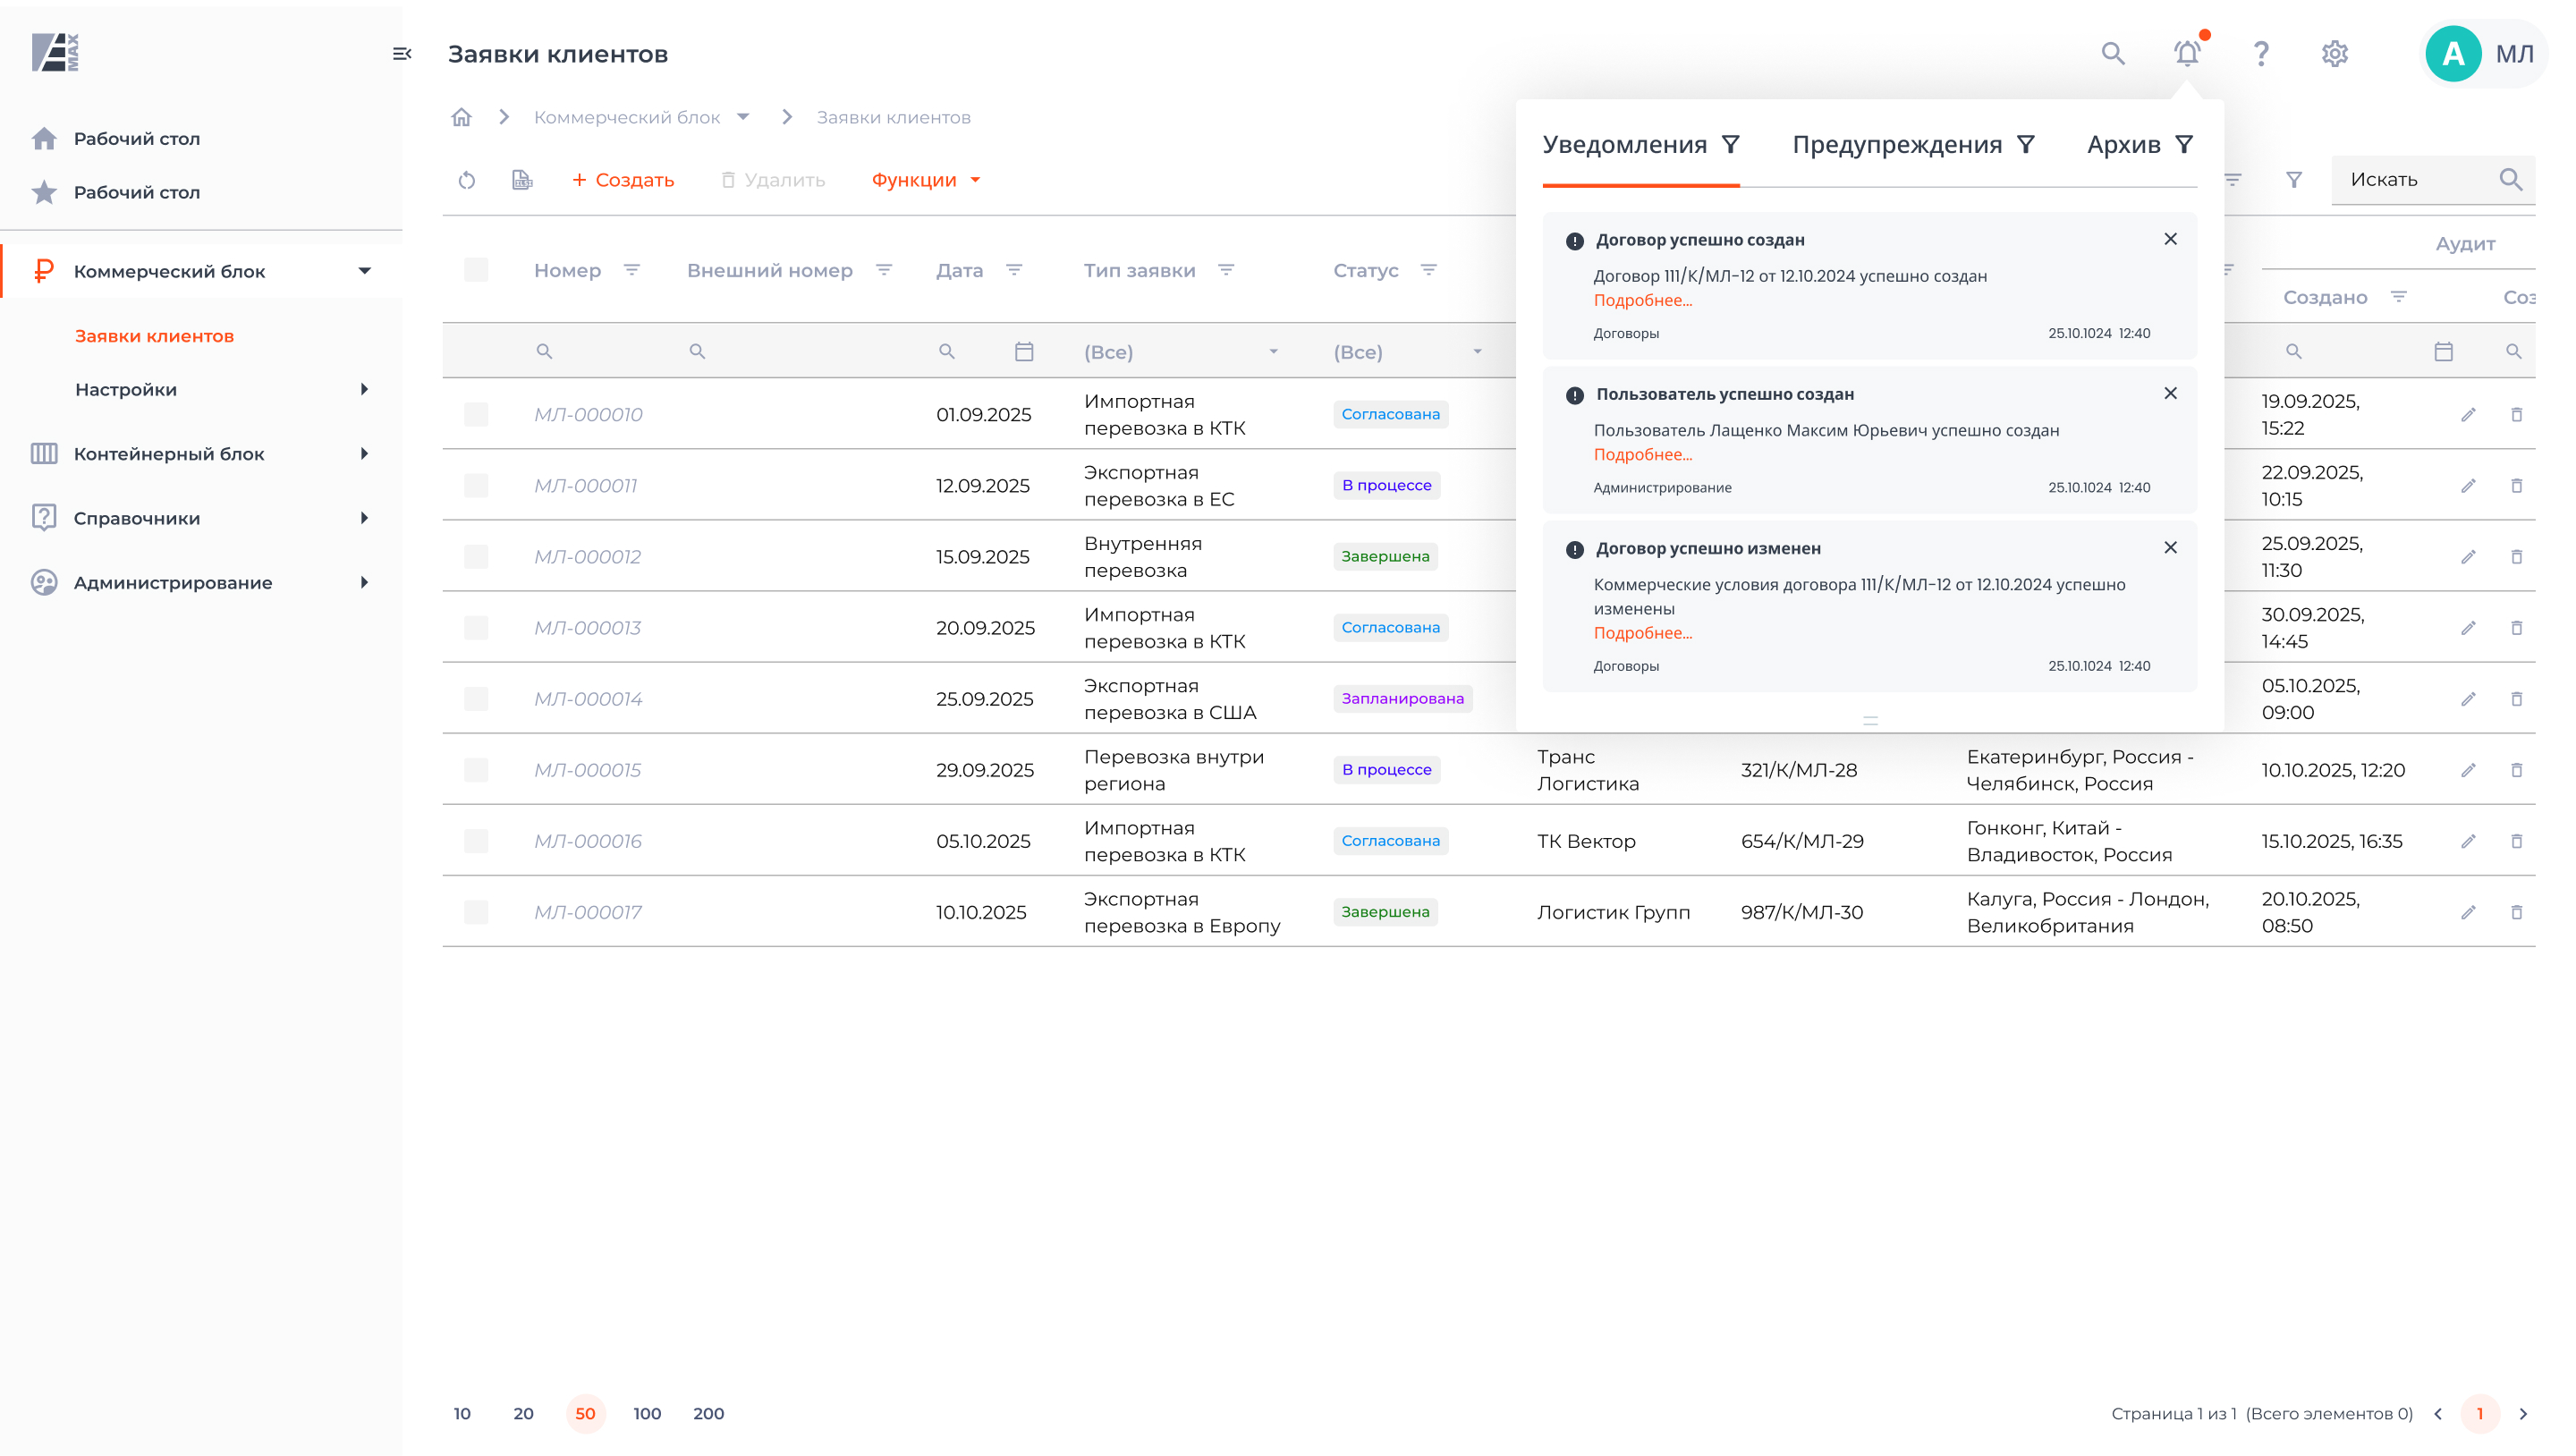 MAX
Заявки клиентов
А
МЛ
Рабочий стол
Рабочий стол
Коммерческий блок
Заявки клиентов
Настройки
Контейнерный блок
Справочники
Администрирование
Коммерческий блок
Заявки клиентов
+ Создать
Удалить
Функции
Искать
Уведомления
Предупреждения
Архив
Договор успешно создан
Договор 111/К/МЛ-12 от 12.10.2024 успешно создан
Подробнее...
Договоры
25.10.1024 12:40
Пользователь успешно создан
Пользователь Лащенко Максим Юрьевич успешно создан
Подробнее...
Администрирование
25.10.1024 12:40
Договор успешно изменен
Коммерческие условия договора 111/К/МЛ-12 от 12.10.2024 успешно
изменены
Подробнее...
Договоры
25.10.1024 12:40
Номер
Внешний номер
Дата
Тип заявки
Статус
Аудит
Создано
Соз
(Все)
(Все)
МЛ-000010
01.09.2025
Импортная
перевозка в КТК
Согласована
19.09.2025,
15:22
МЛ-000011
12.09.2025
Экспортная
перевозка в ЕС
В процессе
22.09.2025,
10:15
МЛ-000012
15.09.2025
Внутренняя
перевозка
Завершена
25.09.2025,
11:30
МЛ-000013
20.09.2025
Импортная
перевозка в КТК
Согласована
30.09.2025,
14:45
МЛ-000014
25.09.2025
Экспортная
перевозка в США
Запланирована
05.10.2025,
09:00
МЛ-000015
29.09.2025
Перевозка внутри
региона
В процессе
Транс
Логистика
321/К/МЛ-28
Екатеринбург, Россия -
Челябинск, Россия
10.10.2025, 12:20
МЛ-000016
05.10.2025
Импортная
перевозка в КТК
Согласована
ТК Вектор
654/К/МЛ-29
Гонконг, Китай -
Владивосток, Россия
15.10.2025, 16:35
МЛ-000017
10.10.2025
Экспортная
перевозка в Европу
Завершена
Логистик Групп
987/К/МЛ-30
Калуга, Россия - Лондон,
Великобритания
20.10.2025,
08:50
10 20 50 100 200
Страница 1 из 1 (Всего элементов 0)
1